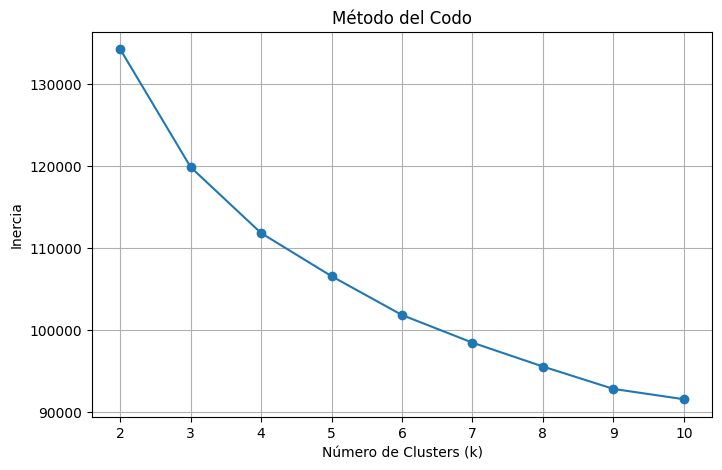 Método del Codo
130000
120000
110000
100000
90000
Inercia
2 3 4 5 6 7 8 9 10
Número de Clusters (k)